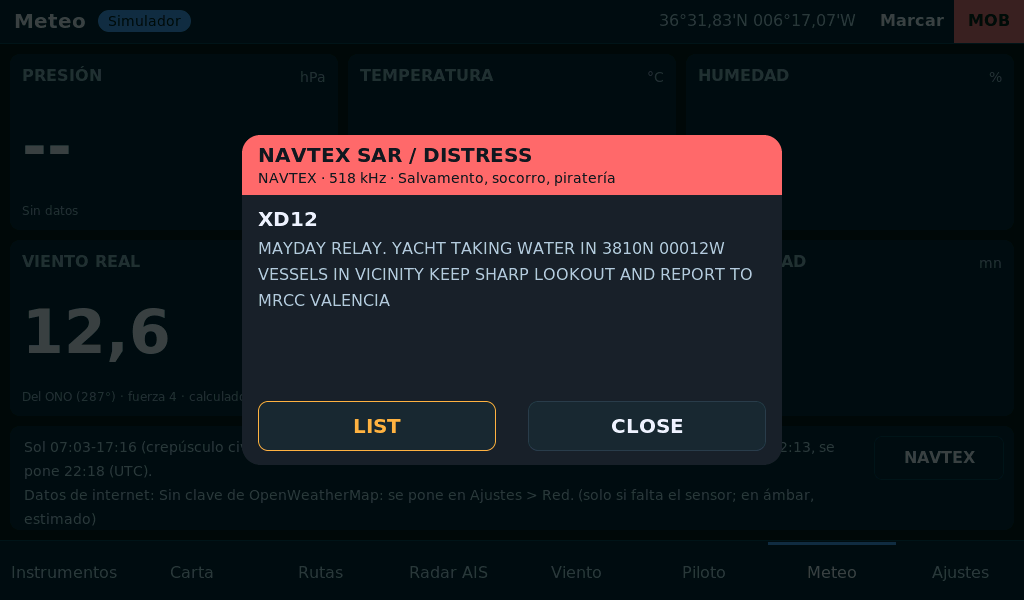 Meteo Simulador 36°31,83'N 006°17,07'W Marcar MOB
PRESIÓN hPa TEMPERATURA °C HUMEDAD %
--
Sin datos
NAVTEX SAR / DISTRESS
NAVTEX · 518 kHz · Salvamento, socorro, piratería
XD12
MAYDAY RELAY. YACHT TAKING WATER IN 3810N 00012W
VESSELS IN VICINITY KEEP SHARP LOOKOUT AND REPORT TO
MRCC VALENCIA
LIST CLOSE
VIENTO REAL mn
12,6
Del ONO (287°) · fuerza 4
Sol 07:03-17:16 (crepúsculo se
pone 22:18 (UTC).
Datos de internet: Sin clave de OpenWeatherMap: se pone en Ajustes > Red. (solo si falta el sensor; en ámbar,
estimado)
NAVTEX
Instrumentos Carta Rutas Radar AIS Viento Piloto Meteo Ajustes